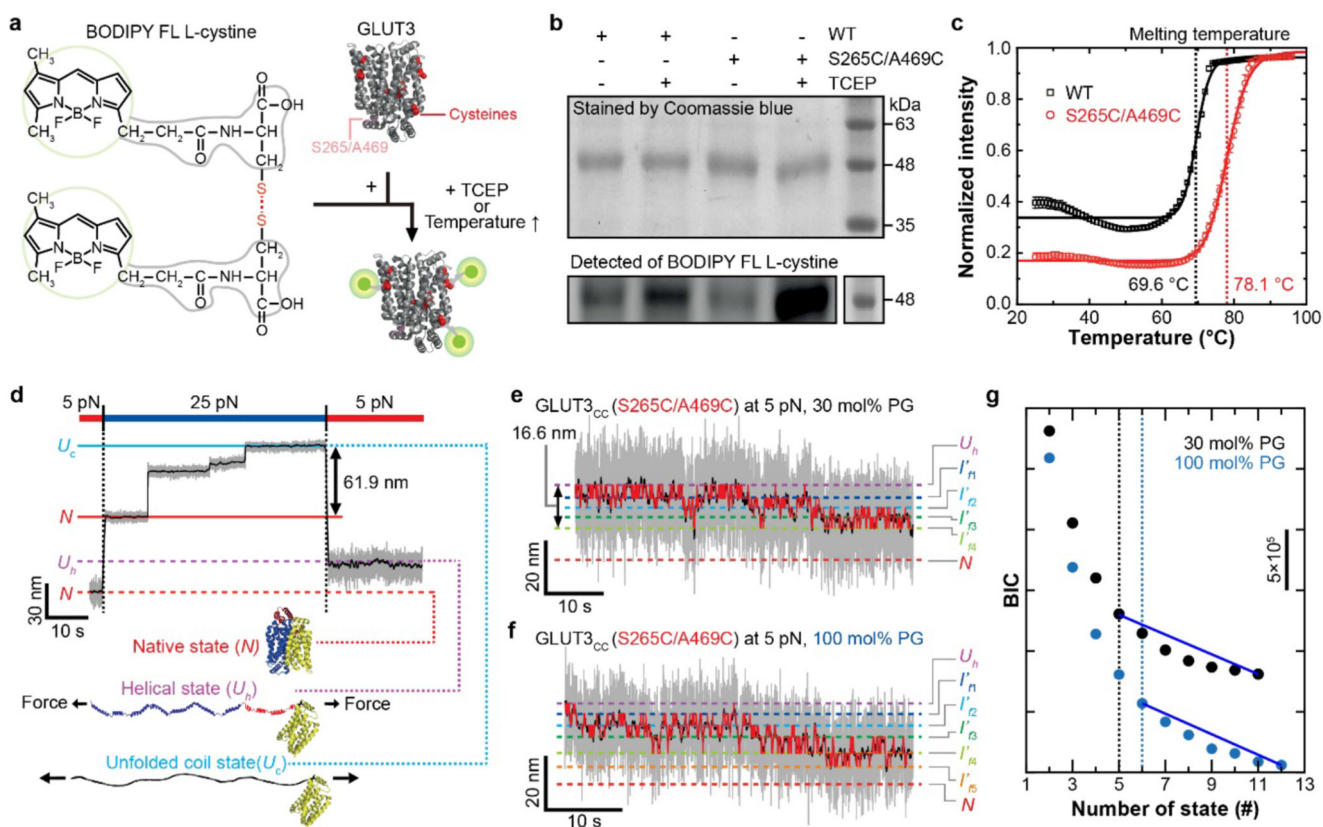 a
BODIPY FL L-cystine
GLUT3
CH3
N
N
B
F
F
CH3
CH2
CH2
C
O
NH
C
O
OH
CH2
S
S
CH3
N
N
B
F
F
CH3
CH2
CH2
C
O
NH
CH2
C
OH
O
Cysteines
S265/A469
+
+ TCEP
or
Temperature ↑
b
+ + - - WT
- - + + S265C/A469C
- + - + TCEP
Stained by Coomassie blue
kDa
63
48
35
Detected of BODIPY FL L-cystine
48
c
Melting temperature
WT
S265C/A469C
Normalized intensity
1.0
0.8
0.6
0.4
0.2
0.0
69.6 °C
78.1 °C
20 40 60 80 100
Temperature (°C)
d
5 pN 25 pN 5 pN
Uc
N
61.9 nm
Uh
N
30 nm
10 s
Native state (N)
Helical state (Uh)
Force
Force
Unfolded coil state(Uc)
e
GLUT3CC (S265C/A469C) at 5 pN, 30 mol% PG
16.6 nm
Uh
I'f1
I'f2
I'f3
I'f4
N
20 nm
10 s
f
GLUT3CC (S265C/A469C) at 5 pN, 100 mol% PG
Uh
I'f1
I'f2
I'f3
I'f4
I'f5
N
20 nm
10 s
g
30 mol% PG
100 mol% PG
BIC
5×10⁵
1 3 5 7 9 11 13
Number of state (#)